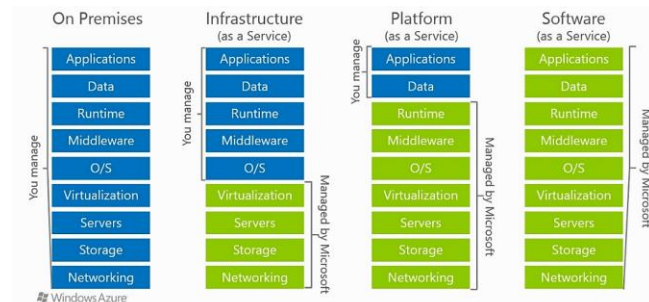 On Premises
Infrastructure
(as a Service)
Platform
(as a Service)
Software
(as a Service)
You manage
Applications
Data
Runtime
Middleware
O/S
Virtualization
Servers
Storage
Networking
You manage
Applications
Data
Runtime
Middleware
O/S
Virtualization
Servers
Storage
Networking
Managed by Microsoft
You manage
Applications
Data
Runtime
Middleware
O/S
Virtualization
Servers
Storage
Networking
Managed by Microsoft
Applications
Data
Runtime
Middleware
O/S
Virtualization
Servers
Storage
Networking
Managed by Microsoft
Windows Azure